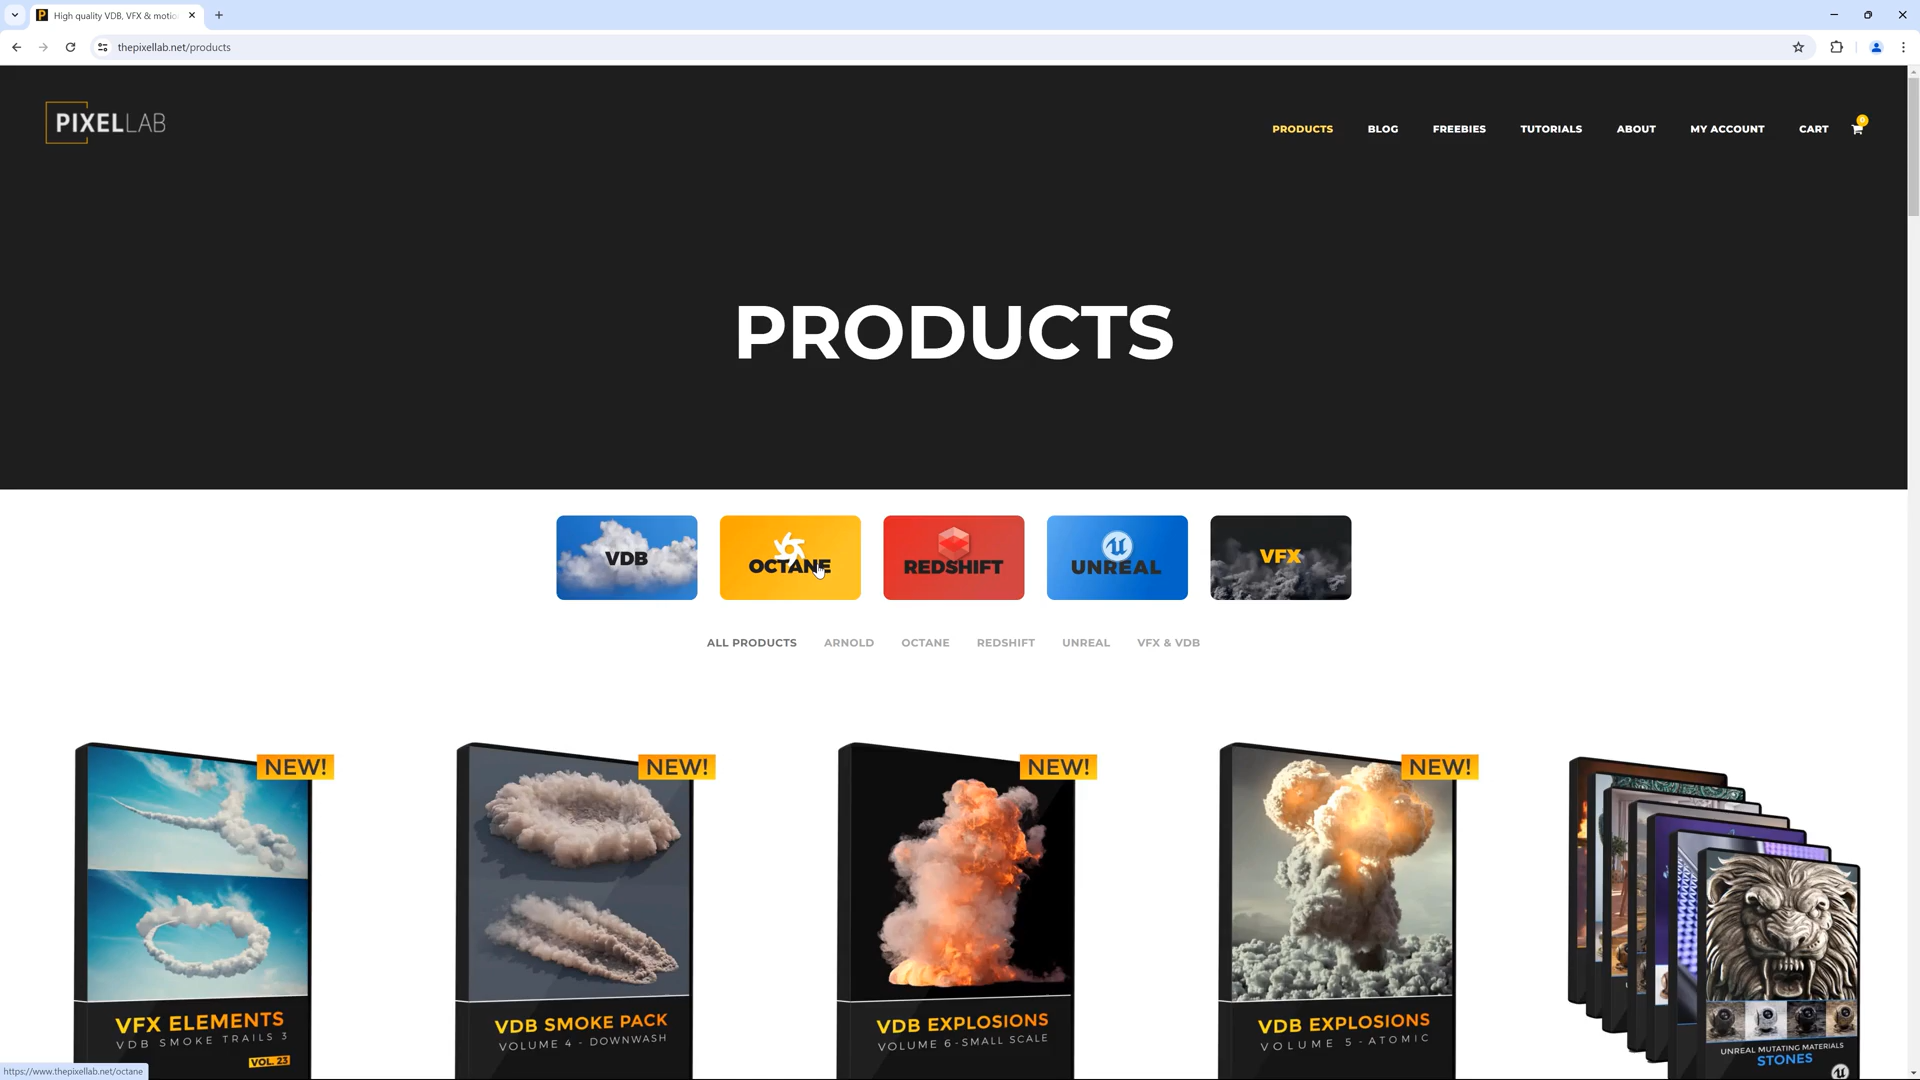 High quality VDB, VFX & motio
thepixellab.net/products
PIXELLAB
PRODUCTS
BLOG
FREEBIES
TUTORIALS
ABOUT
MY ACCOUNT
CART
0
PRODUCTS
VDB
OCTANE
REDSHIFT
UNREAL
VFX
ALL PRODUCTS
ARNOLD
OCTANE
REDSHIFT
UNREAL
VFX & VDB
NEW!
NEW!
NEW!
NEW!
VFX ELEMENTS
VDB SMOKE TRAILS 3
VOL. 23
VDB SMOKE PACK
VOLUME 4 - DOWNWASH
VDB EXPLOSIONS
VOLUME 6 - SMALL SCALE
VDB EXPLOSIONS
VOLUME 5 - ATOMIC
UNREAL MUTATING MATERIALS
STONES
https://www.thepixellab.net/octane